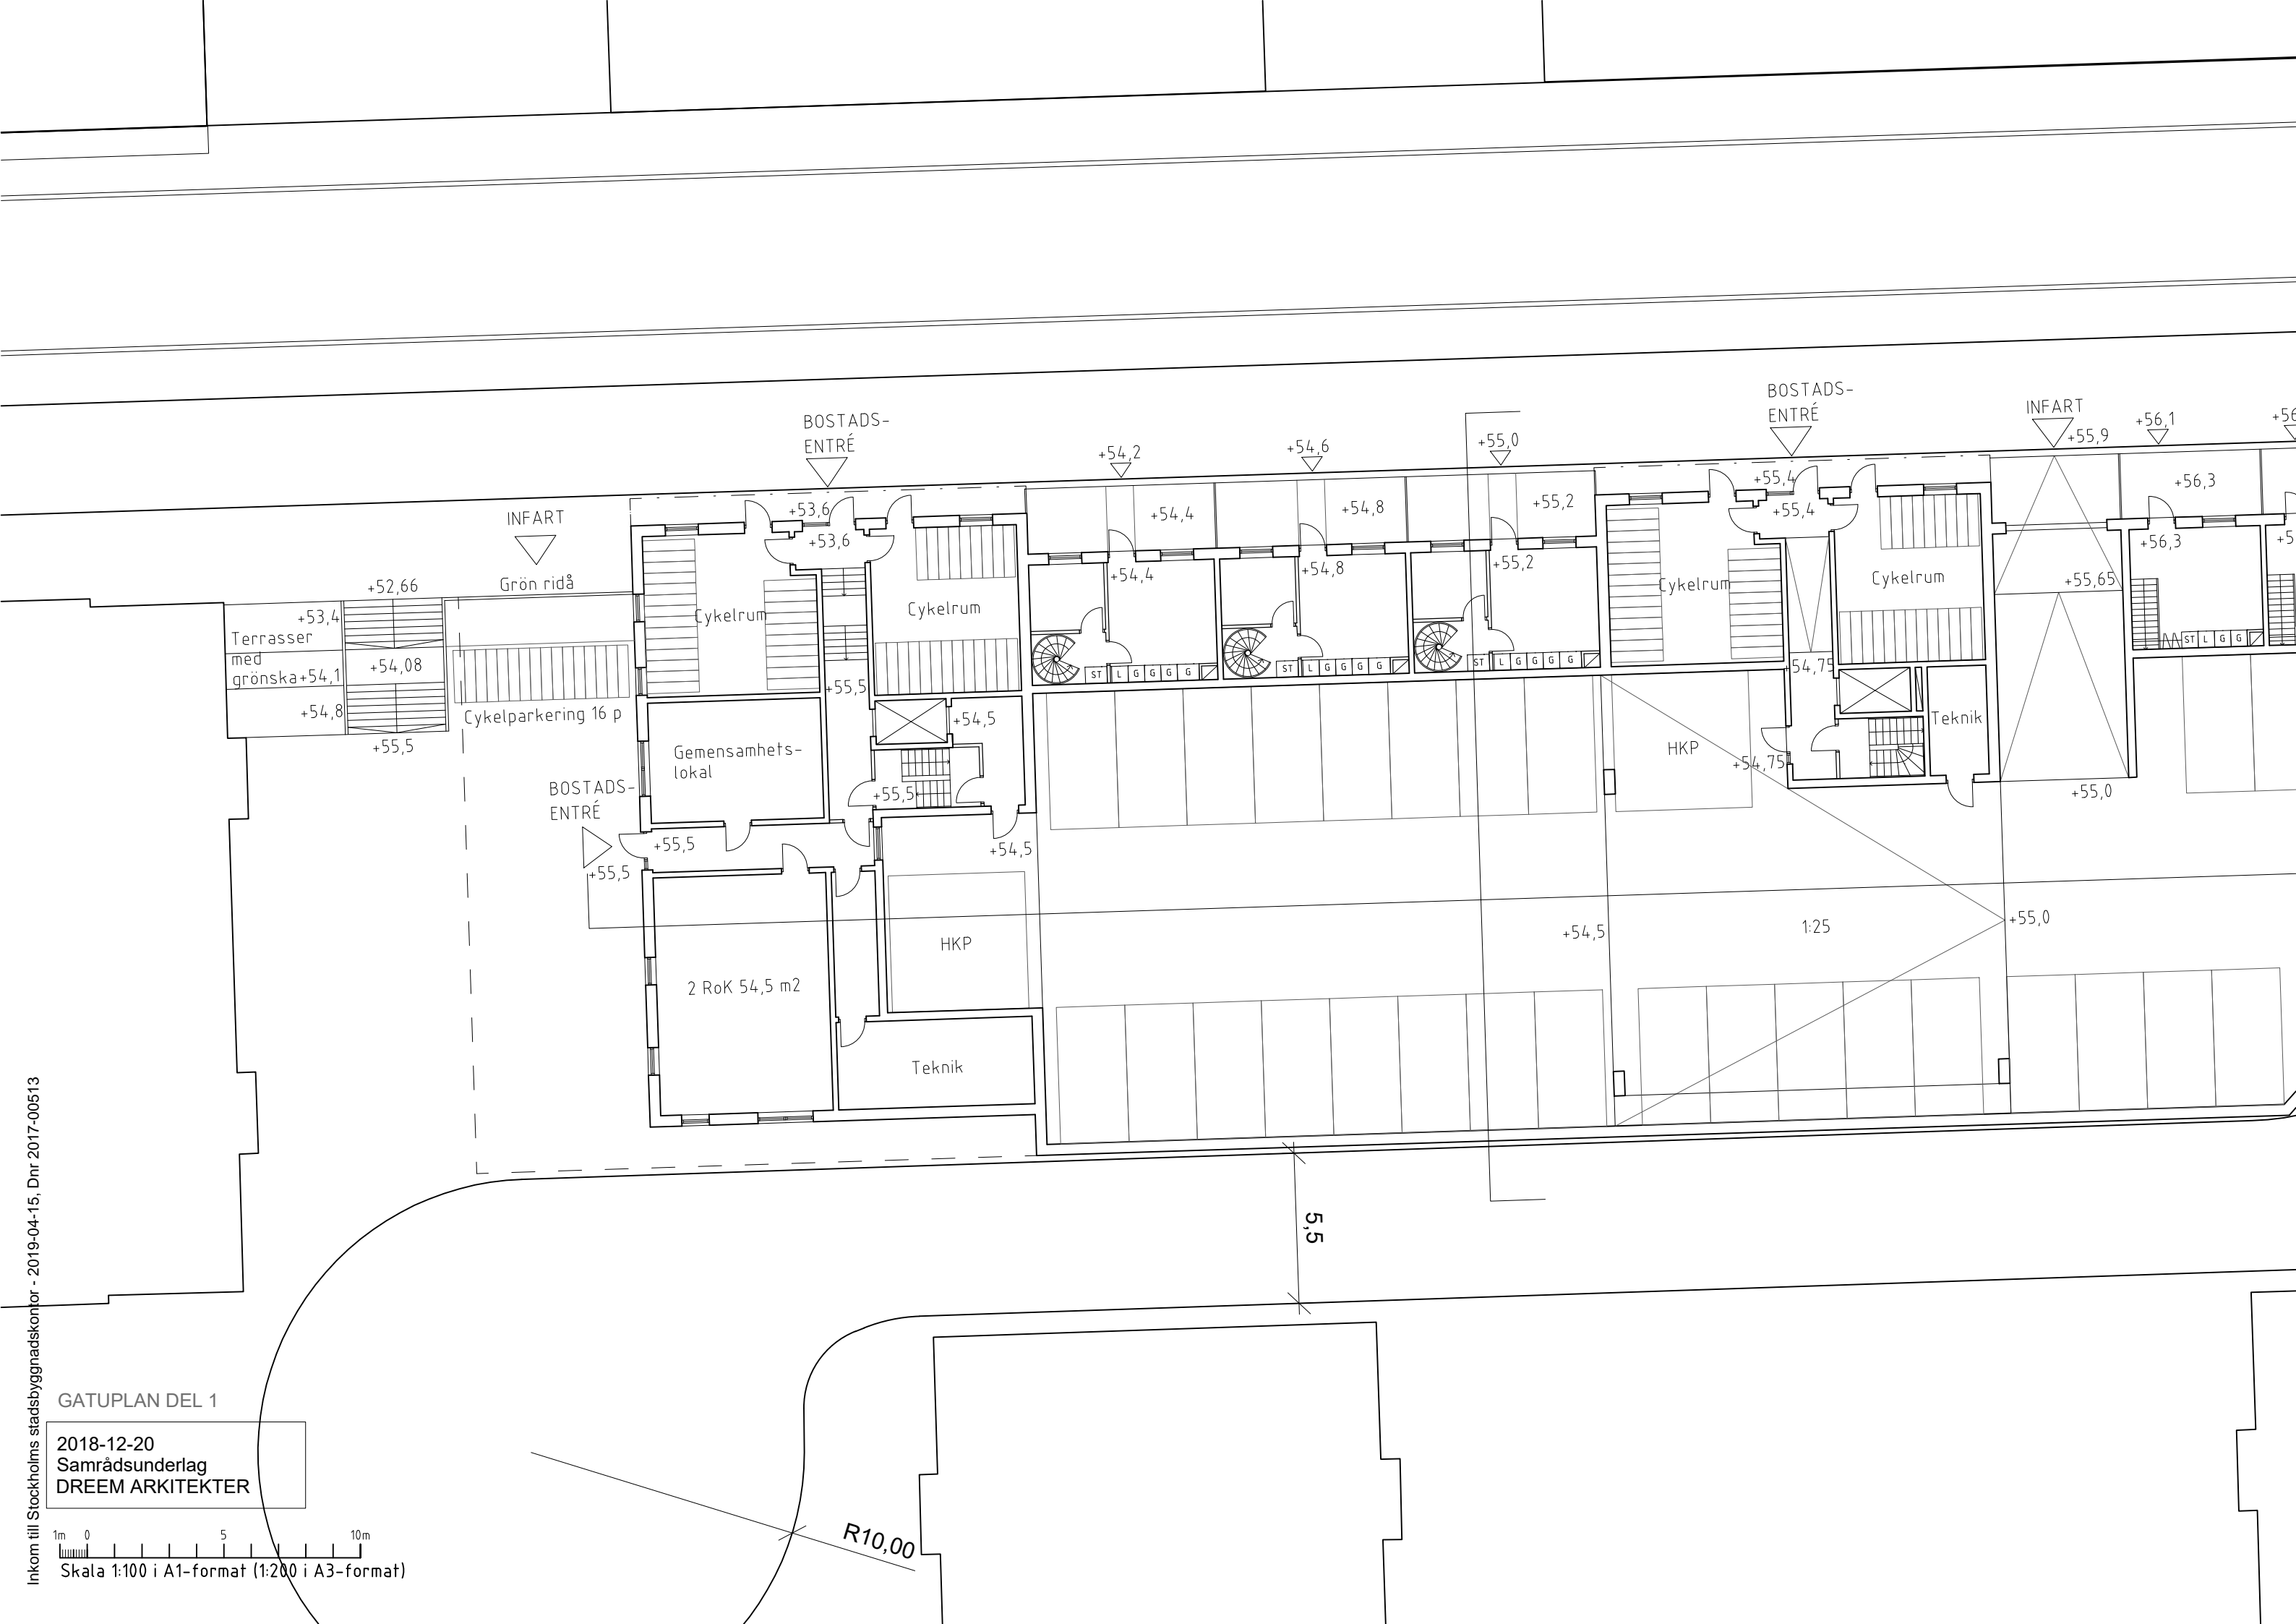 BOSTADS-
ENTRÉ
BOSTADS-
ENTRÉ
INFART
+55,9
+56,1
+54,2
+54,6
+55,0
+56,3
+53,6
+53,6
+54,4
+54,8
+55,2
+55,4
+55,4
+54,4
+54,8
+55,2
+56,3
INFART
Grön ridå
+52,66
+53,4
Terrasser
med
grönska+54,1
+54,08
+54,8
+55,5
Cykelparkering 16 p
Cykelrum
Cykelrum
Cykelrum
Cykelrum
+55,65
ST L G G G G
ST L G G G G
ST L G G G G
ST L G G
+55,5
+54,5
+54,75
Teknik
Gemensamhets-
lokal
HKP
+54,75
+55,0
BOSTADS-
ENTRÉ
+55,5
+55,5
+55,5
+54,5
HKP
+54,5
1:25
+55,0
2 RoK 54,5 m2
Teknik
5,5
R10,00
Inkom till Stockholms stadsbyggnadskontor - 2019-04-15, Dnr 2017-00513
GATUPLAN DEL 1
2018-12-20
Samrådsunderlag
DREEM ARKITEKTER
1m 0 5 10m
Skala 1:100 i A1-format (1:200 i A3-format)